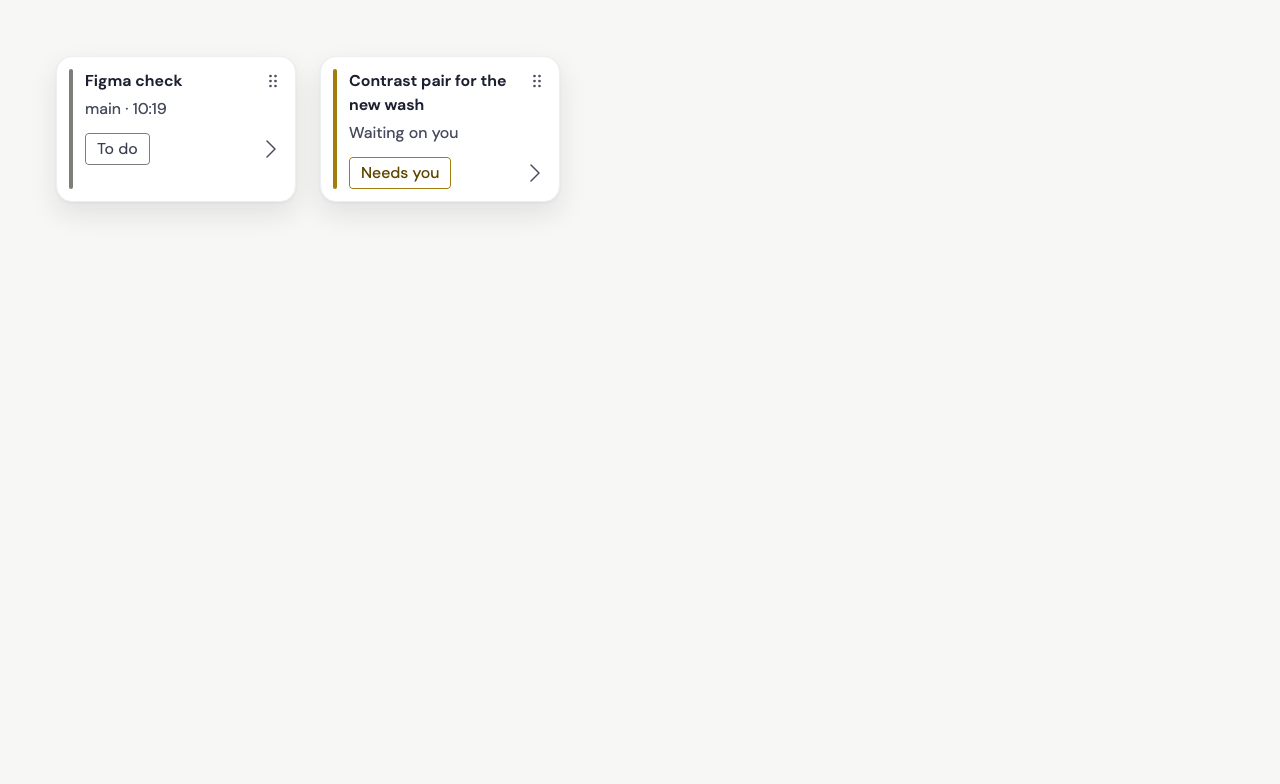 Figma check
main · 10:19
To do
Contrast pair for the
new wash
Waiting on you
Needs you